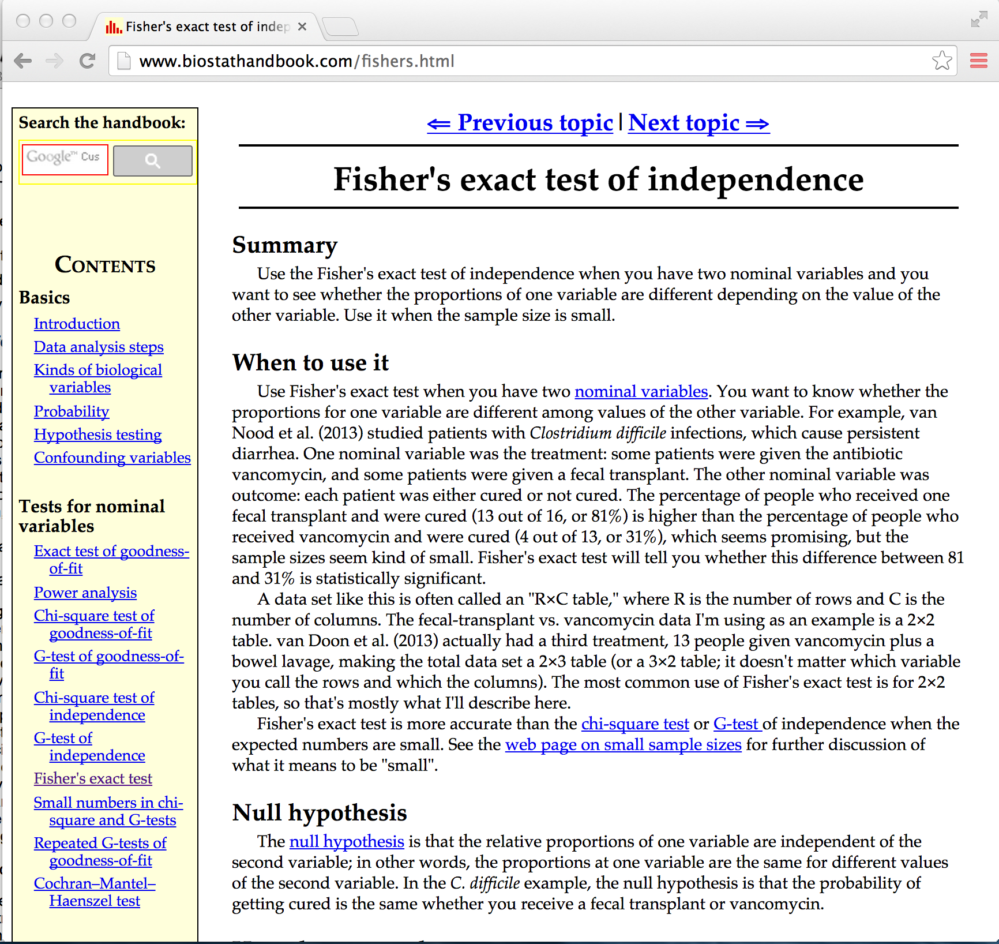 Fisher's exact test of indep
www.biostathandbook.com/fishers.html
Search the handbook:
Google™ Cus
CONTENTS
Basics
Introduction
Data analysis steps
Kinds of biological
variables
Probability
Hypothesis testing
Confounding variables
Tests for nominal
variables
Exact test of goodness-
of-fit
Power analysis
Chi-square test of
goodness-of-fit
G-test of goodness-of-
fit
Chi-square test of
independence
G-test of
independence
Fisher's exact test
Small numbers in chi-
square and G-tests
Repeated G-tests of
goodness-of-fit
Cochran–Mantel–
Haenszel test
⇐ Previous topic | Next topic ⇒
Fisher's exact test of independence
Summary
Use the Fisher's exact test of independence when you have two nominal variables and you
want to see whether the proportions of one variable are different depending on the value of the
other variable. Use it when the sample size is small.
When to use it
Use Fisher's exact test when you have two nominal variables. You want to know whether the
proportions for one variable are different among values of the other variable. For example, van
Nood et al. (2013) studied patients with Clostridium difficile infections, which cause persistent
diarrhea. One nominal variable was the treatment: some patients were given the antibiotic
vancomycin, and some patients were given a fecal transplant. The other nominal variable was
outcome: each patient was either cured or not cured. The percentage of people who received one
fecal transplant and were cured (13 out of 16, or 81%) is higher than the percentage of people who
received vancomycin and were cured (4 out of 13, or 31%), which seems promising, but the
sample sizes seem kind of small. Fisher's exact test will tell you whether this difference between 81
and 31% is statistically significant.
A data set like this is often called an "R×C table," where R is the number of rows and C is the
number of columns. The fecal-transplant vs. vancomycin data I'm using as an example is a 2×2
table. van Doon et al. (2013) actually had a third treatment, 13 people given vancomycin plus a
bowel lavage, making the total data set a 2×3 table (or a 3×2 table; it doesn't matter which variable
you call the rows and which the columns). The most common use of Fisher's exact test is for 2×2
tables, so that's mostly what I'll describe here.
Fisher's exact test is more accurate than the chi-square test or G-test of independence when the
expected numbers are small. See the web page on small sample sizes for further discussion of
what it means to be "small".
Null hypothesis
The null hypothesis is that the relative proportions of one variable are independent of the
second variable; in other words, the proportions at one variable are the same for different values
of the second variable. In the C. difficile example, the null hypothesis is that the probability of
getting cured is the same whether you receive a fecal transplant or vancomycin.